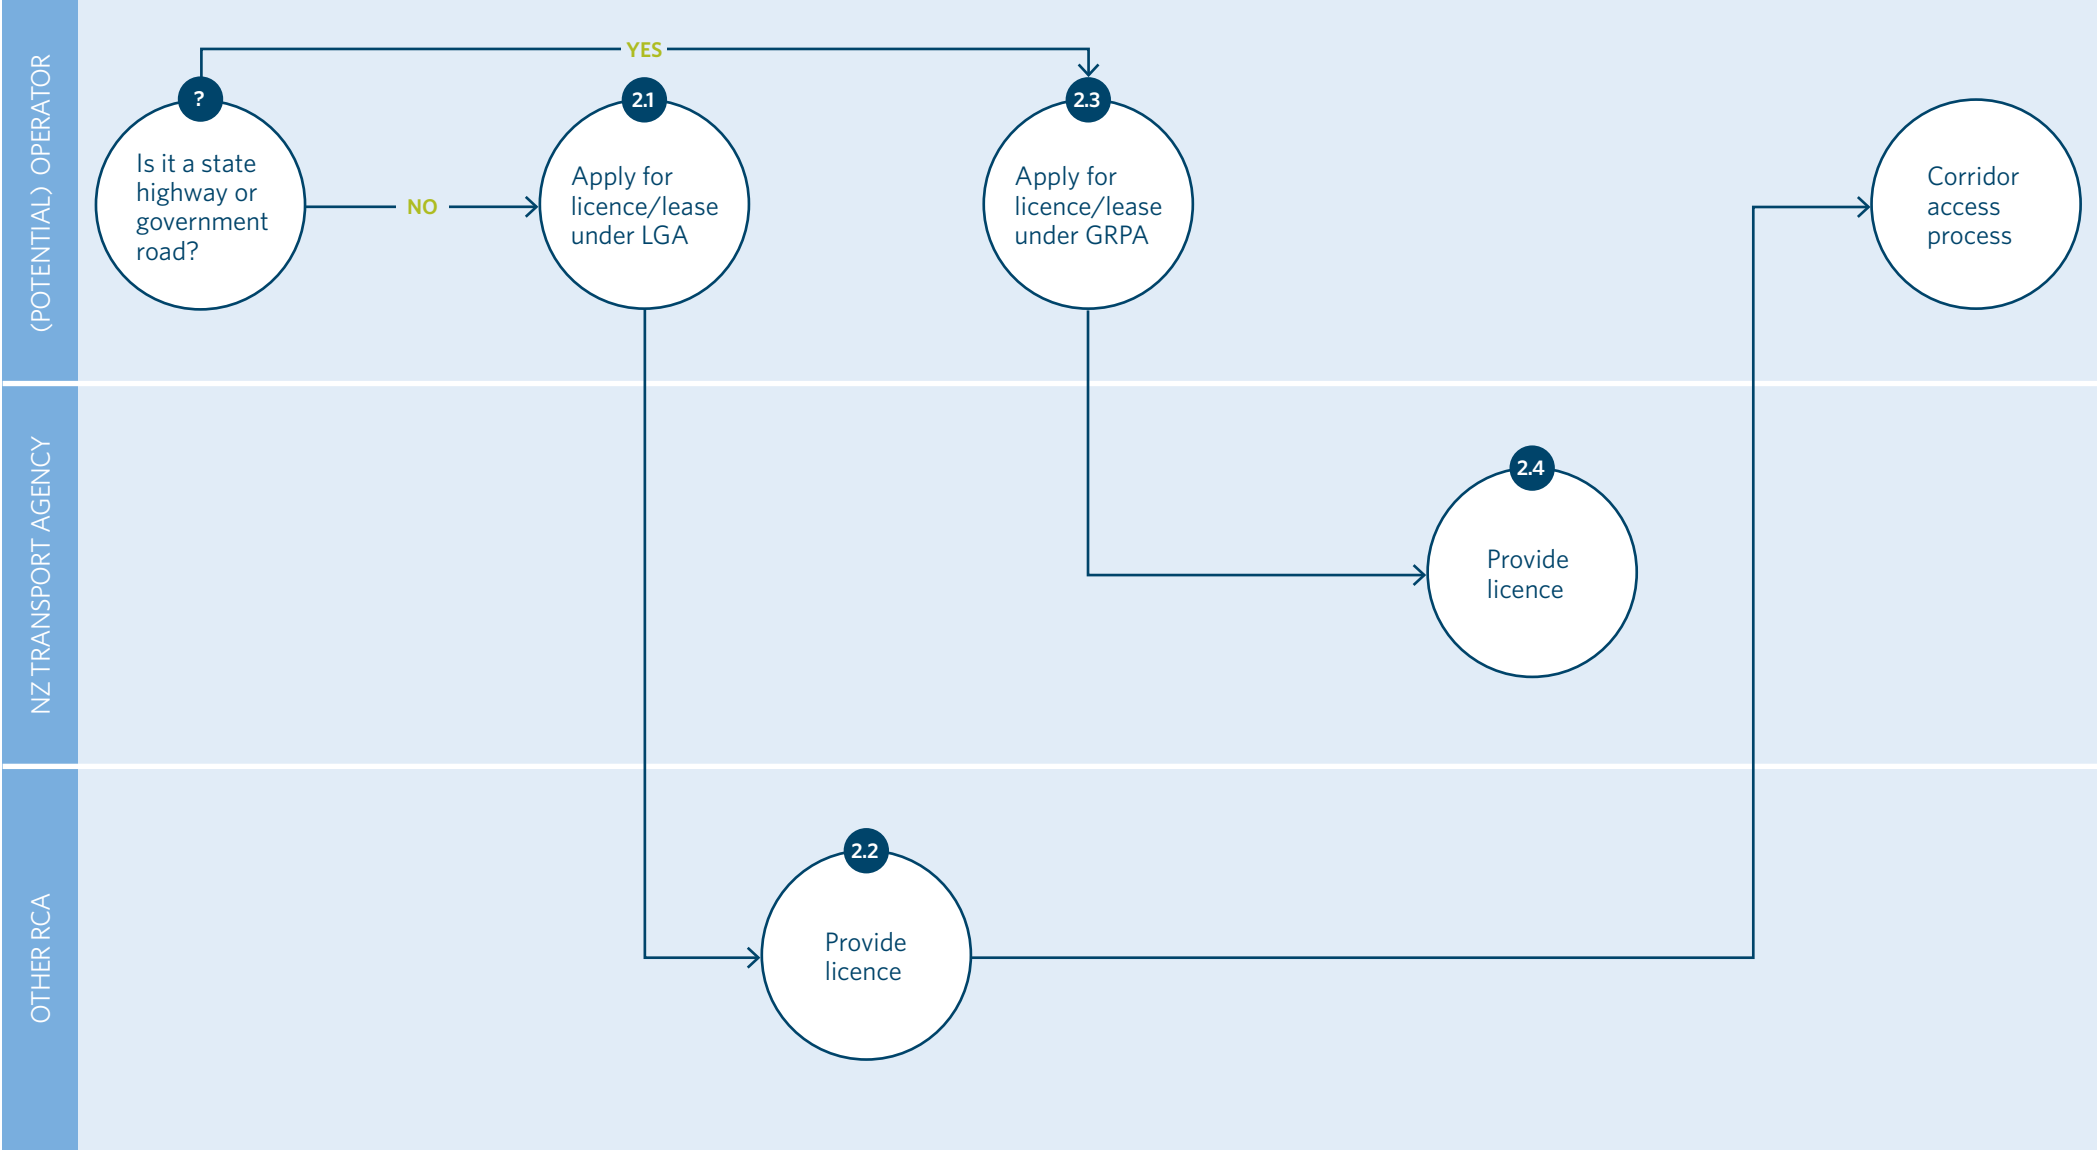 (POTENTIAL) OPERATOR
YES
?
Is it a state
highway or
government
road?
NO
2.1
Apply for
licence/lease
under LGA
2.3
Apply for
licence/lease
under GRPA
Corridor
access
process
NZ TRANSPORT AGENCY
2.4
Provide
licence
OTHER RCA
2.2
Provide
licence